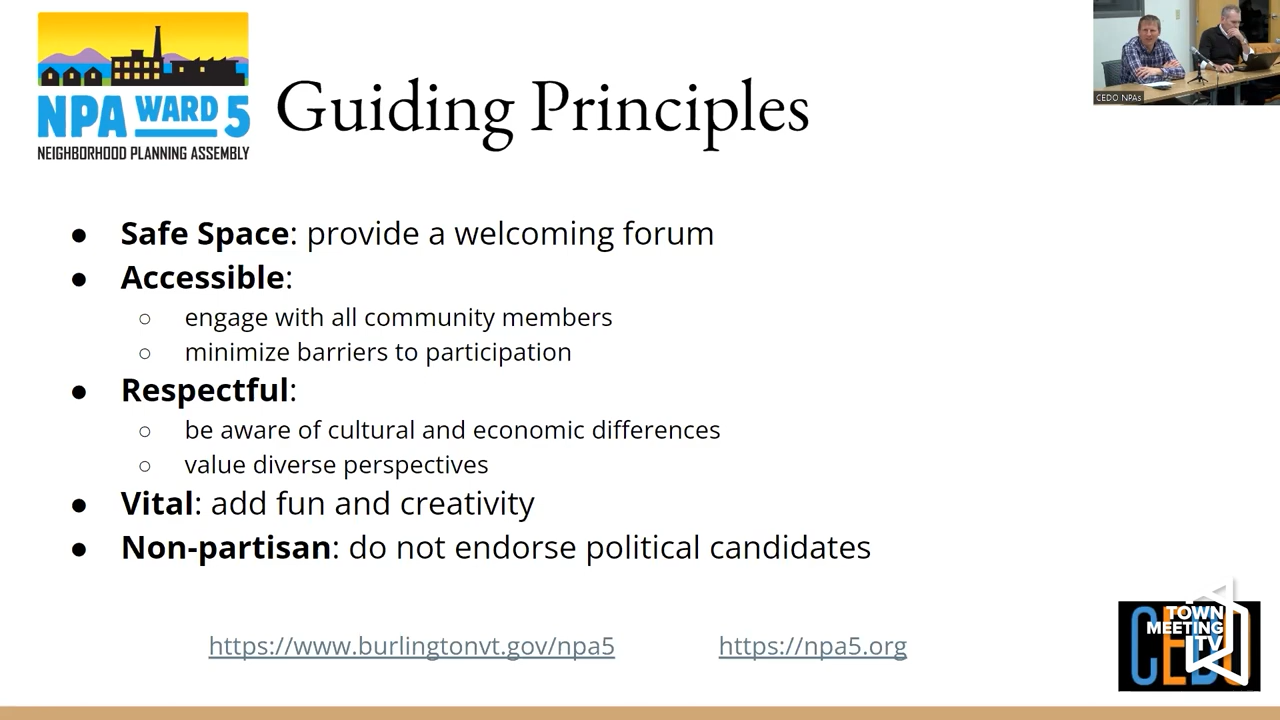 NPA WARD 5
NEIGHBORHOOD PLANNING ASSEMBLY
Guiding Principles
CEDO NPAs
● Safe Space: provide a welcoming forum
● Accessible:
○ engage with all community members
○ minimize barriers to participation
● Respectful:
○ be aware of cultural and economic differences
○ value diverse perspectives
● Vital: add fun and creativity
● Non-partisan: do not endorse political candidates
https://www.burlingtonvt.gov/npa5 https://npa5.org
CEDO
TOWN
MEETING
TV